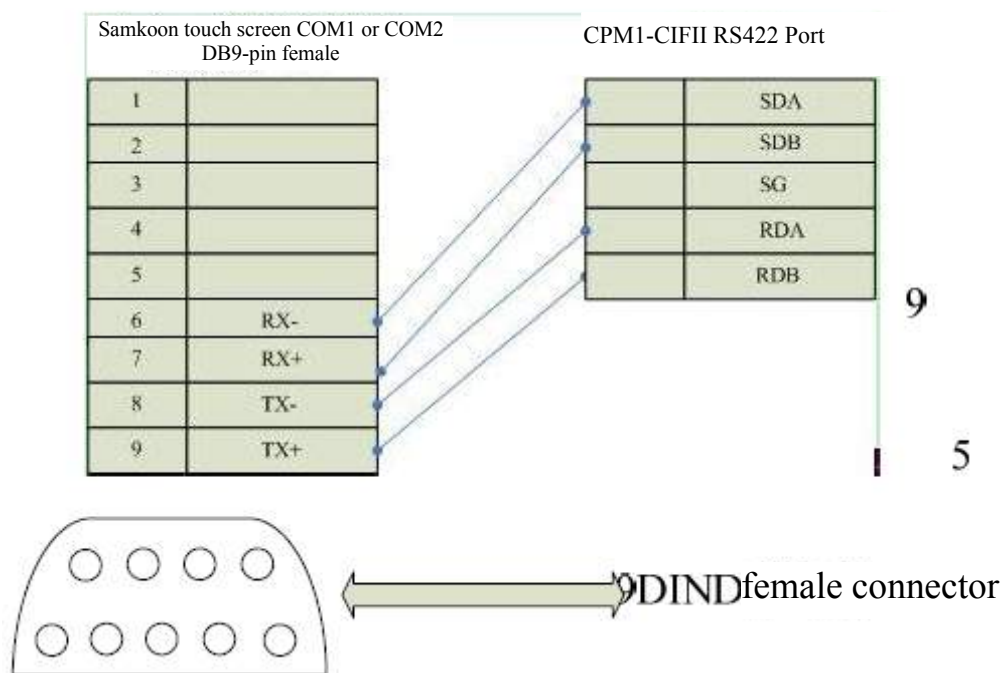 Samkoon touch screen COM1 or COM2
DB9-pin female
CPM1-CIFII RS422 Port
1
2
3
4
5
6 RX-
7 RX+
8 TX-
9 TX+
SDA
SDB
SG
RDA
RDB
9
5
9DIND female connector